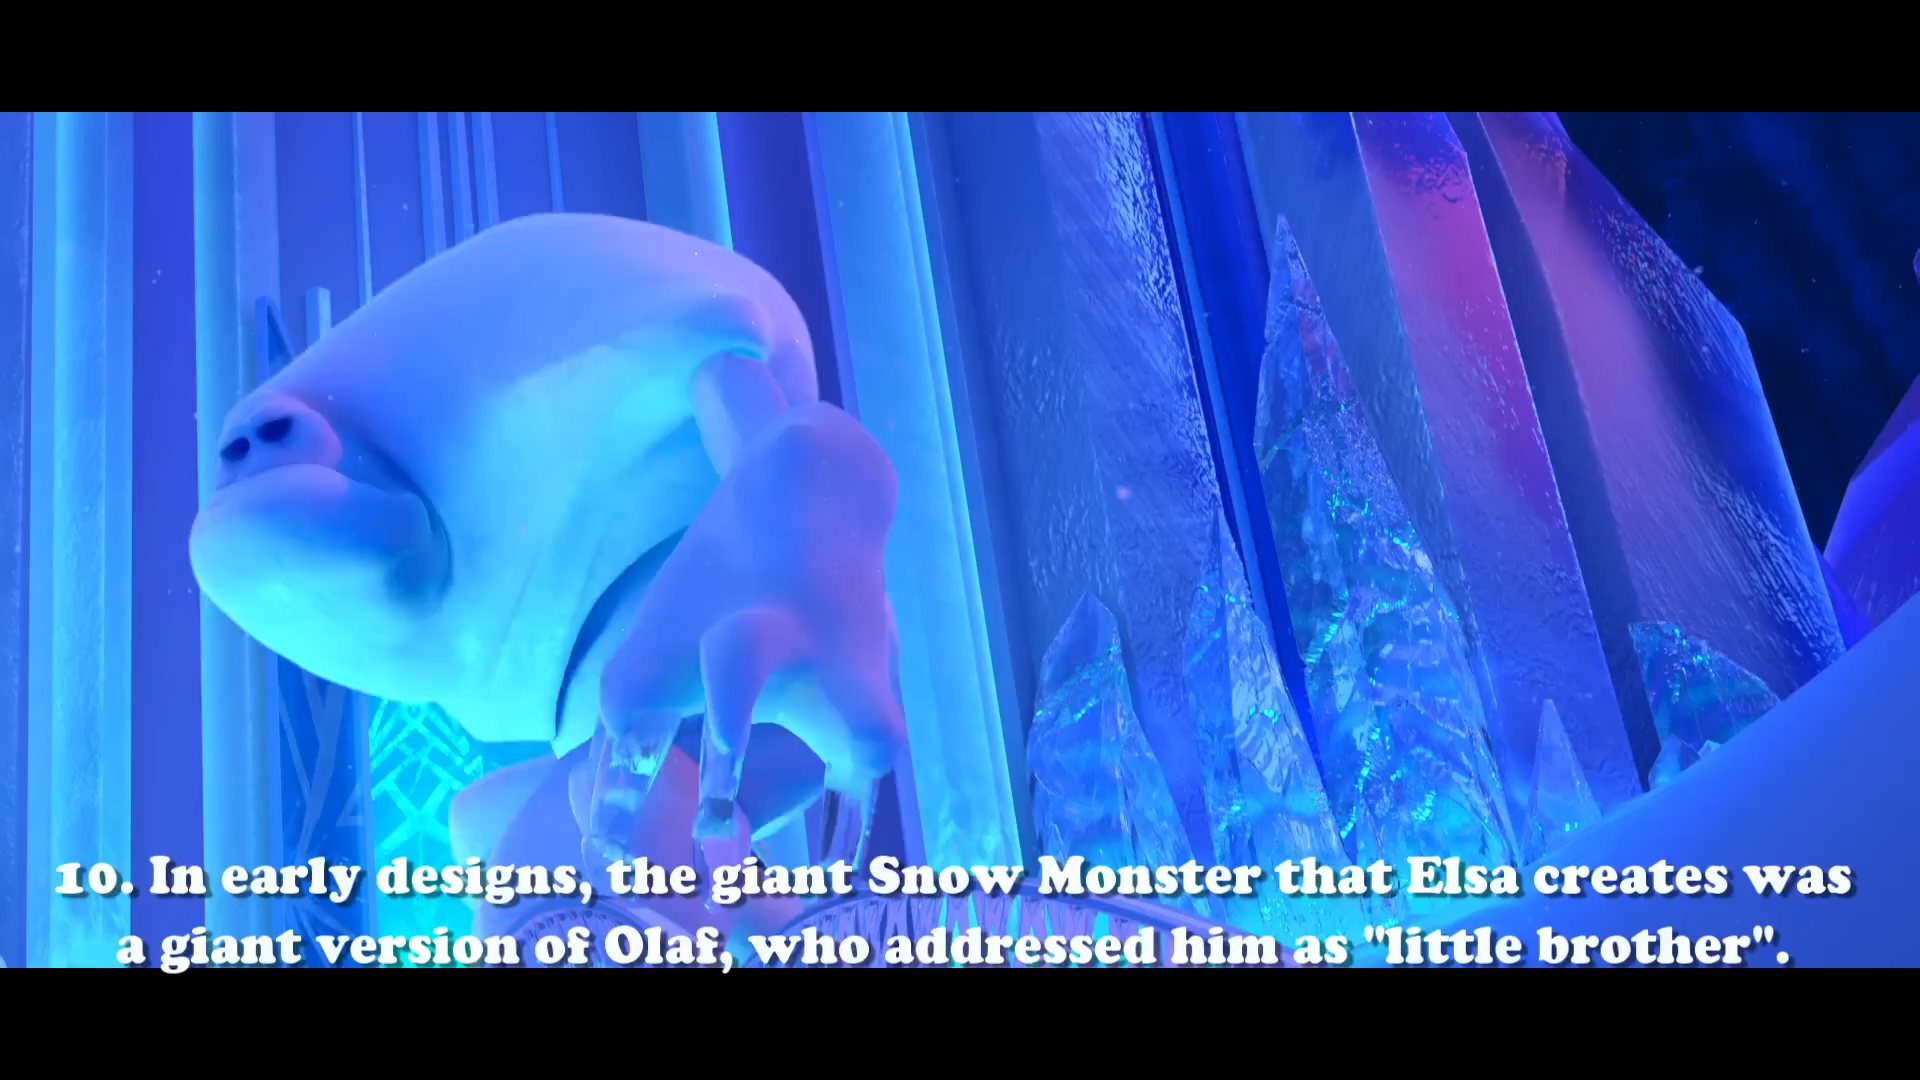 10. In early designs, the giant Snow Monster that Elsa creates was
a giant version of Olaf, who addressed him as "little brother".